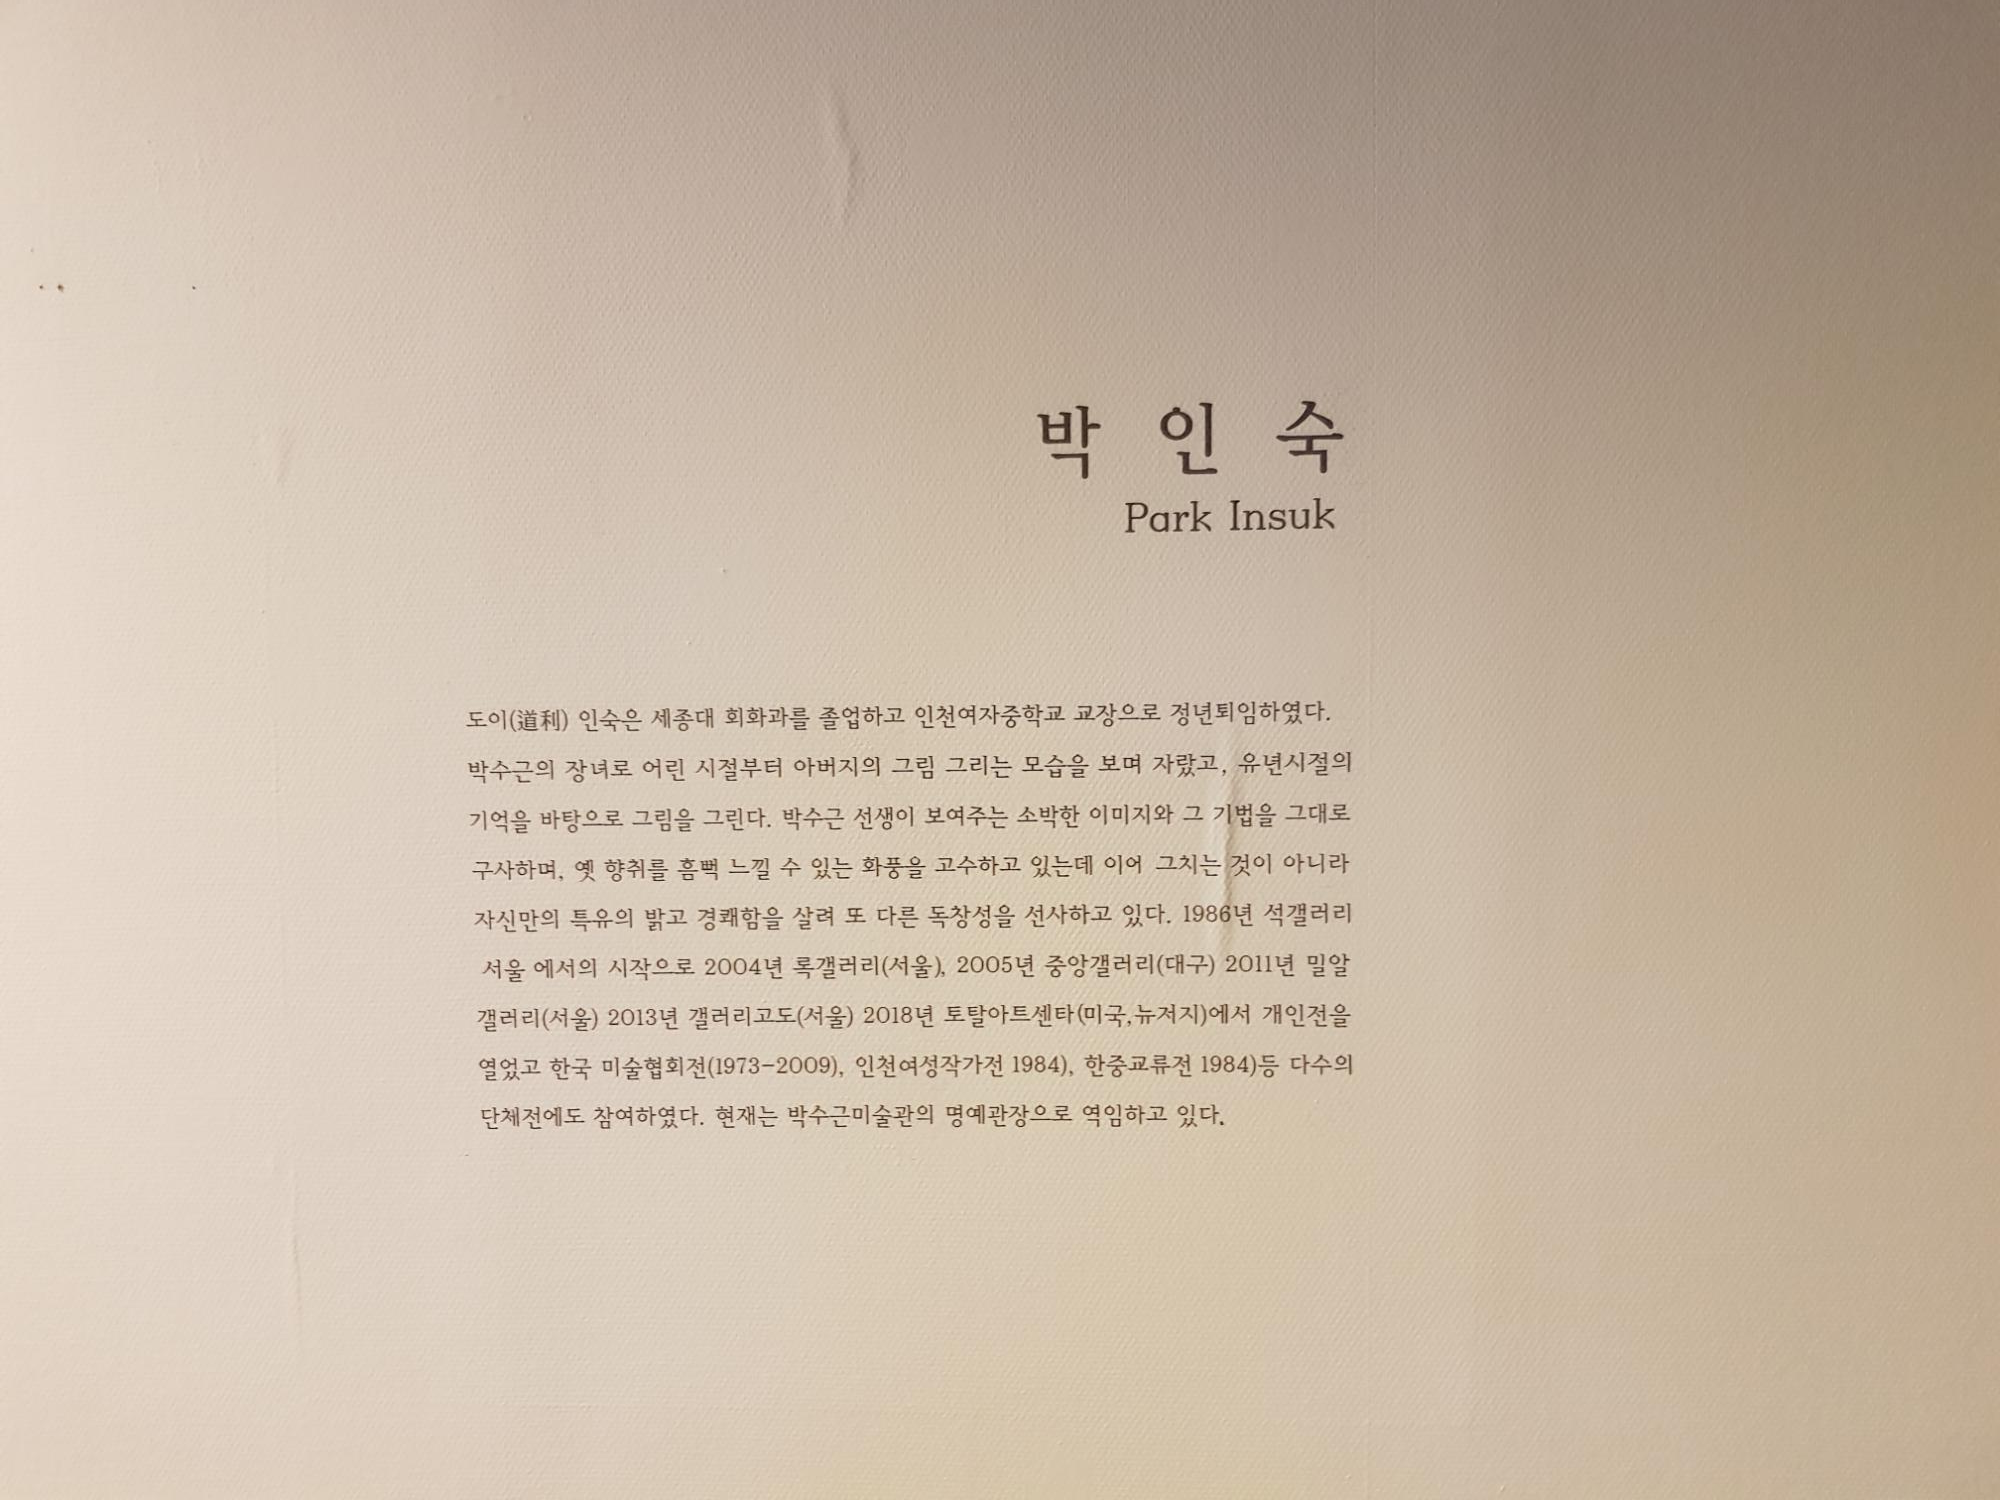 박 인 숙
Park Insuk
도이(道利) 인숙은 세종대 회화과를 졸업하고 인천여자중학교 교장으로 정년퇴임하였다.
박수근의 장녀로 어린 시절부터 아버지의 그림 그리는 모습을 보며 자랐고, 유년시절의
기억을 바탕으로 그림을 그린다. 박수근 선생이 보여주는 소박한 이미지와 그 기법을 그대로
구사하며, 옛 향취를 흠뻑 느낄 수 있는 화풍을 고수하고 있는데 이어 그치는 것이 아니라
자신만의 특유의 밝고 경쾌함을 살려 또 다른 독창성을 선사하고 있다. 1986년 석갤러리
서울 에서의 시작으로 2004년 록갤러리(서울), 2005년 중앙갤러리(대구) 2011년 밀알
갤러리(서울) 2013년 갤러리고도(서울) 2018년 토탈아트센타(미국,뉴저지)에서 개인전을
열었고 한국 미술협회전(1973-2009), 인천여성작가전 1984), 한중교류전 1984)등 다수의
단체전에도 참여하였다. 현재는 박수근미술관의 명예관장으로 역임하고 있다.